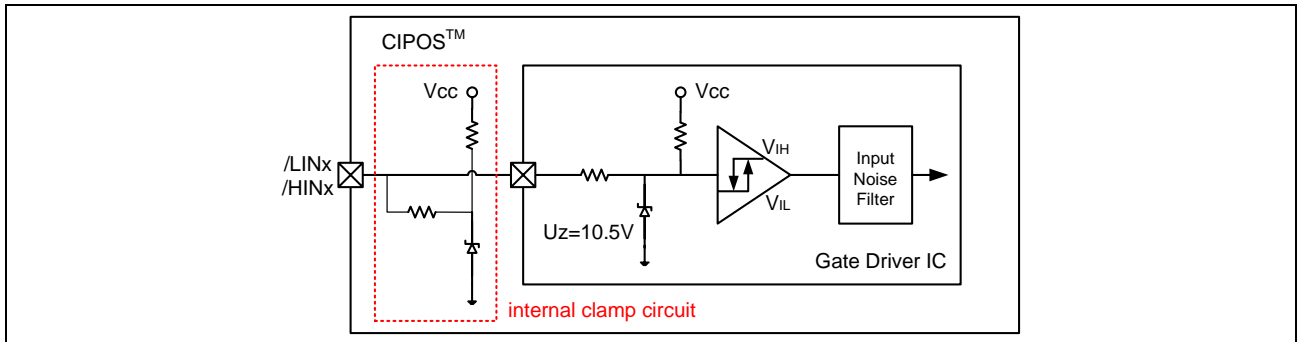 CIPOS™
Vcc
Vcc
/LINx
/HINx
VIH
VIL
Input
Noise
Filter
Uz=10.5V
Gate Driver IC
internal clamp circuit